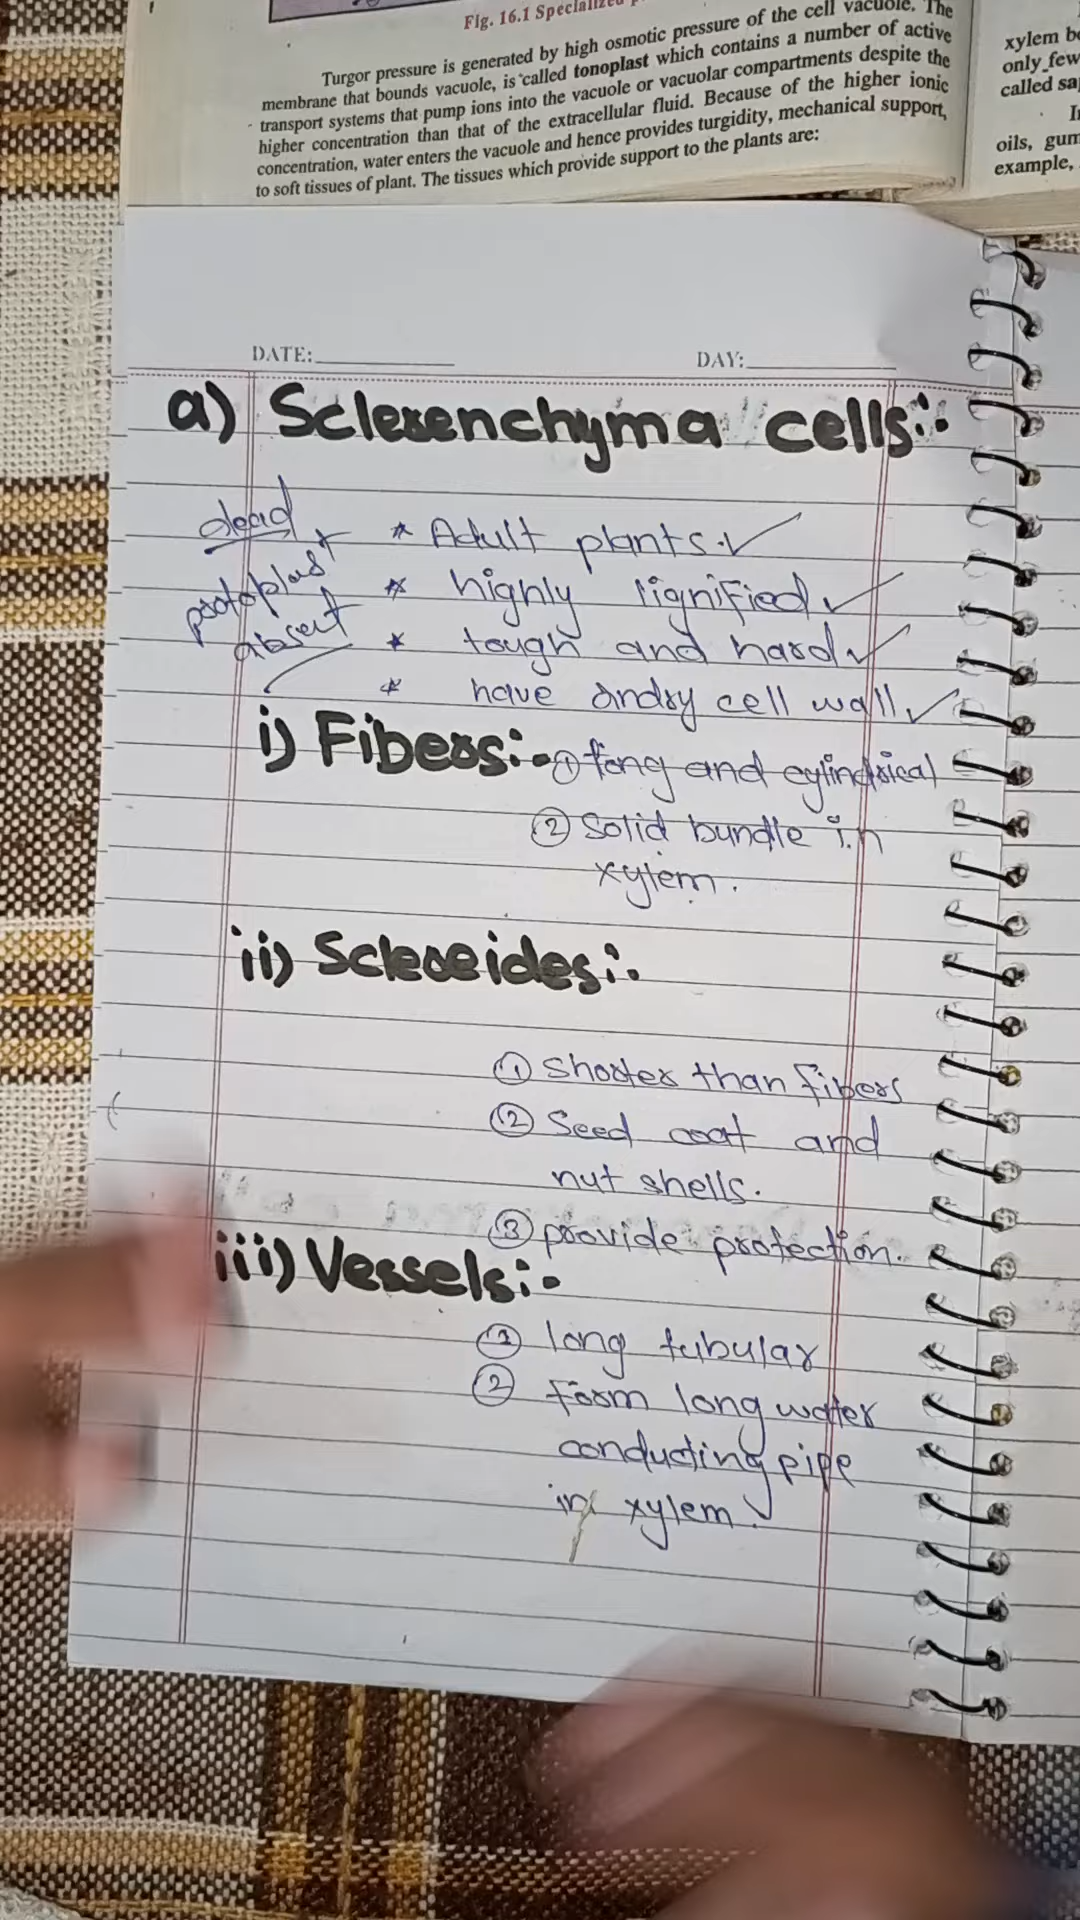 Fig. 16.1 Specialized
Turgor pressure is generated by high osmotic pressure of the cell vacuole. The
membrane that bounds vacuole, is called tonoplast which contains a number of active
transport systems that pump ions into the vacuole or vacuolar compartments despite the
higher concentration than that of the extracellular fluid. Because of the higher ionic
concentration, water enters the vacuole and hence provides turgidity, mechanical support,
to soft tissues of plant. The tissues which provide support to the plants are:
xylem
only few
called
oils, gum
example,
DATE: DAY:
a) Sclerenchyma cells:-
dead * Adult plants.
protoplast * highly lignified
absent * tough and hard
* have cell wall
i) Fibers:- ① long and cylindrical
② Solid bundle in
xylem.
ii) Sclereides:-
① Shorter than fibers
② Seed coat and
nut shells.
③ provide protection.
iii) Vessels:-
① long tubular
② form long water
conducting pipe
in xylem